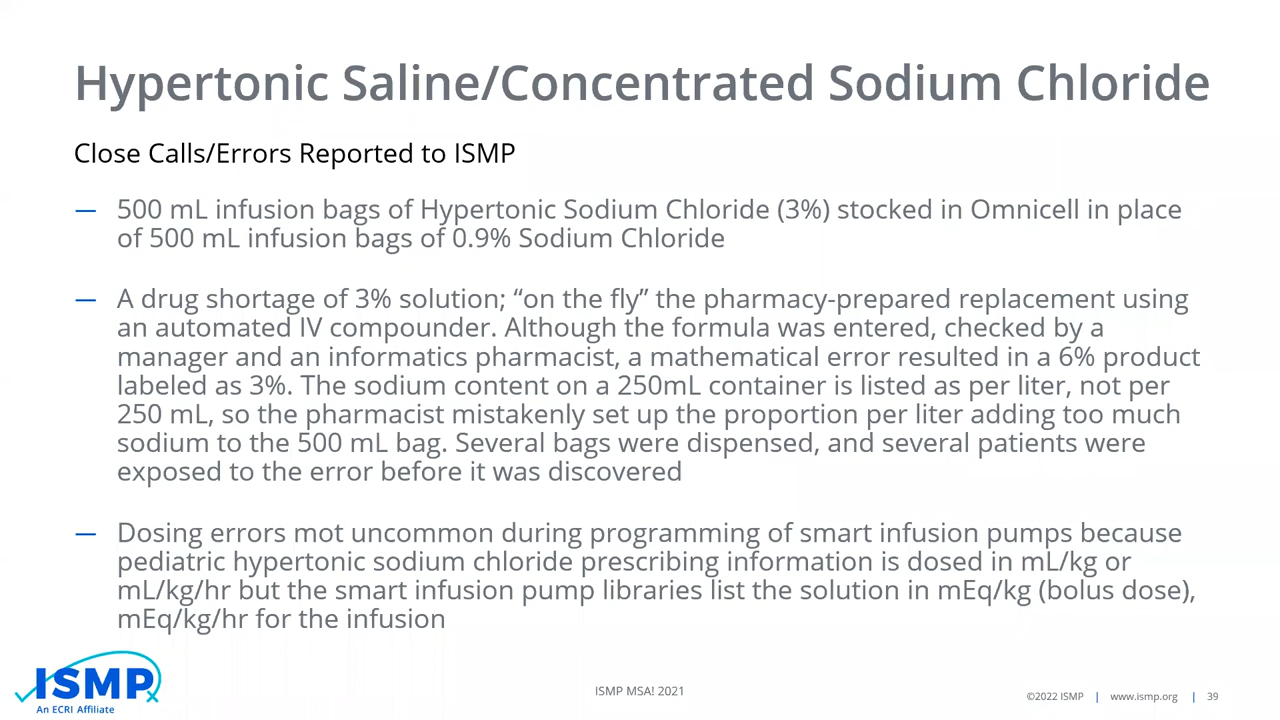 Hypertonic Saline/Concentrated Sodium Chloride
Close Calls/Errors Reported to ISMP
— 500 mL infusion bags of Hypertonic Sodium Chloride (3%) stocked in Omnicell in place
of 500 mL infusion bags of 0.9% Sodium Chloride
— A drug shortage of 3% solution; “on the fly” the pharmacy-prepared replacement using
an automated IV compounder. Although the formula was entered, checked by a
manager and an informatics pharmacist, a mathematical error resulted in a 6% product
labeled as 3%. The sodium content on a 250mL container is listed as per liter, not per
250 mL, so the pharmacist mistakenly set up the proportion per liter adding too much
sodium to the 500 mL bag. Several bags were dispensed, and several patients were
exposed to the error before it was discovered
— Dosing errors mot uncommon during programming of smart infusion pumps because
pediatric hypertonic sodium chloride prescribing information is dosed in mL/kg or
mL/kg/hr but the smart infusion pump libraries list the solution in mEq/kg (bolus dose),
mEq/kg/hr for the infusion
ISMP
An ECRI Affiliate
ISMP MSA! 2021
©2022 ISMP | www.ismp.org | 39